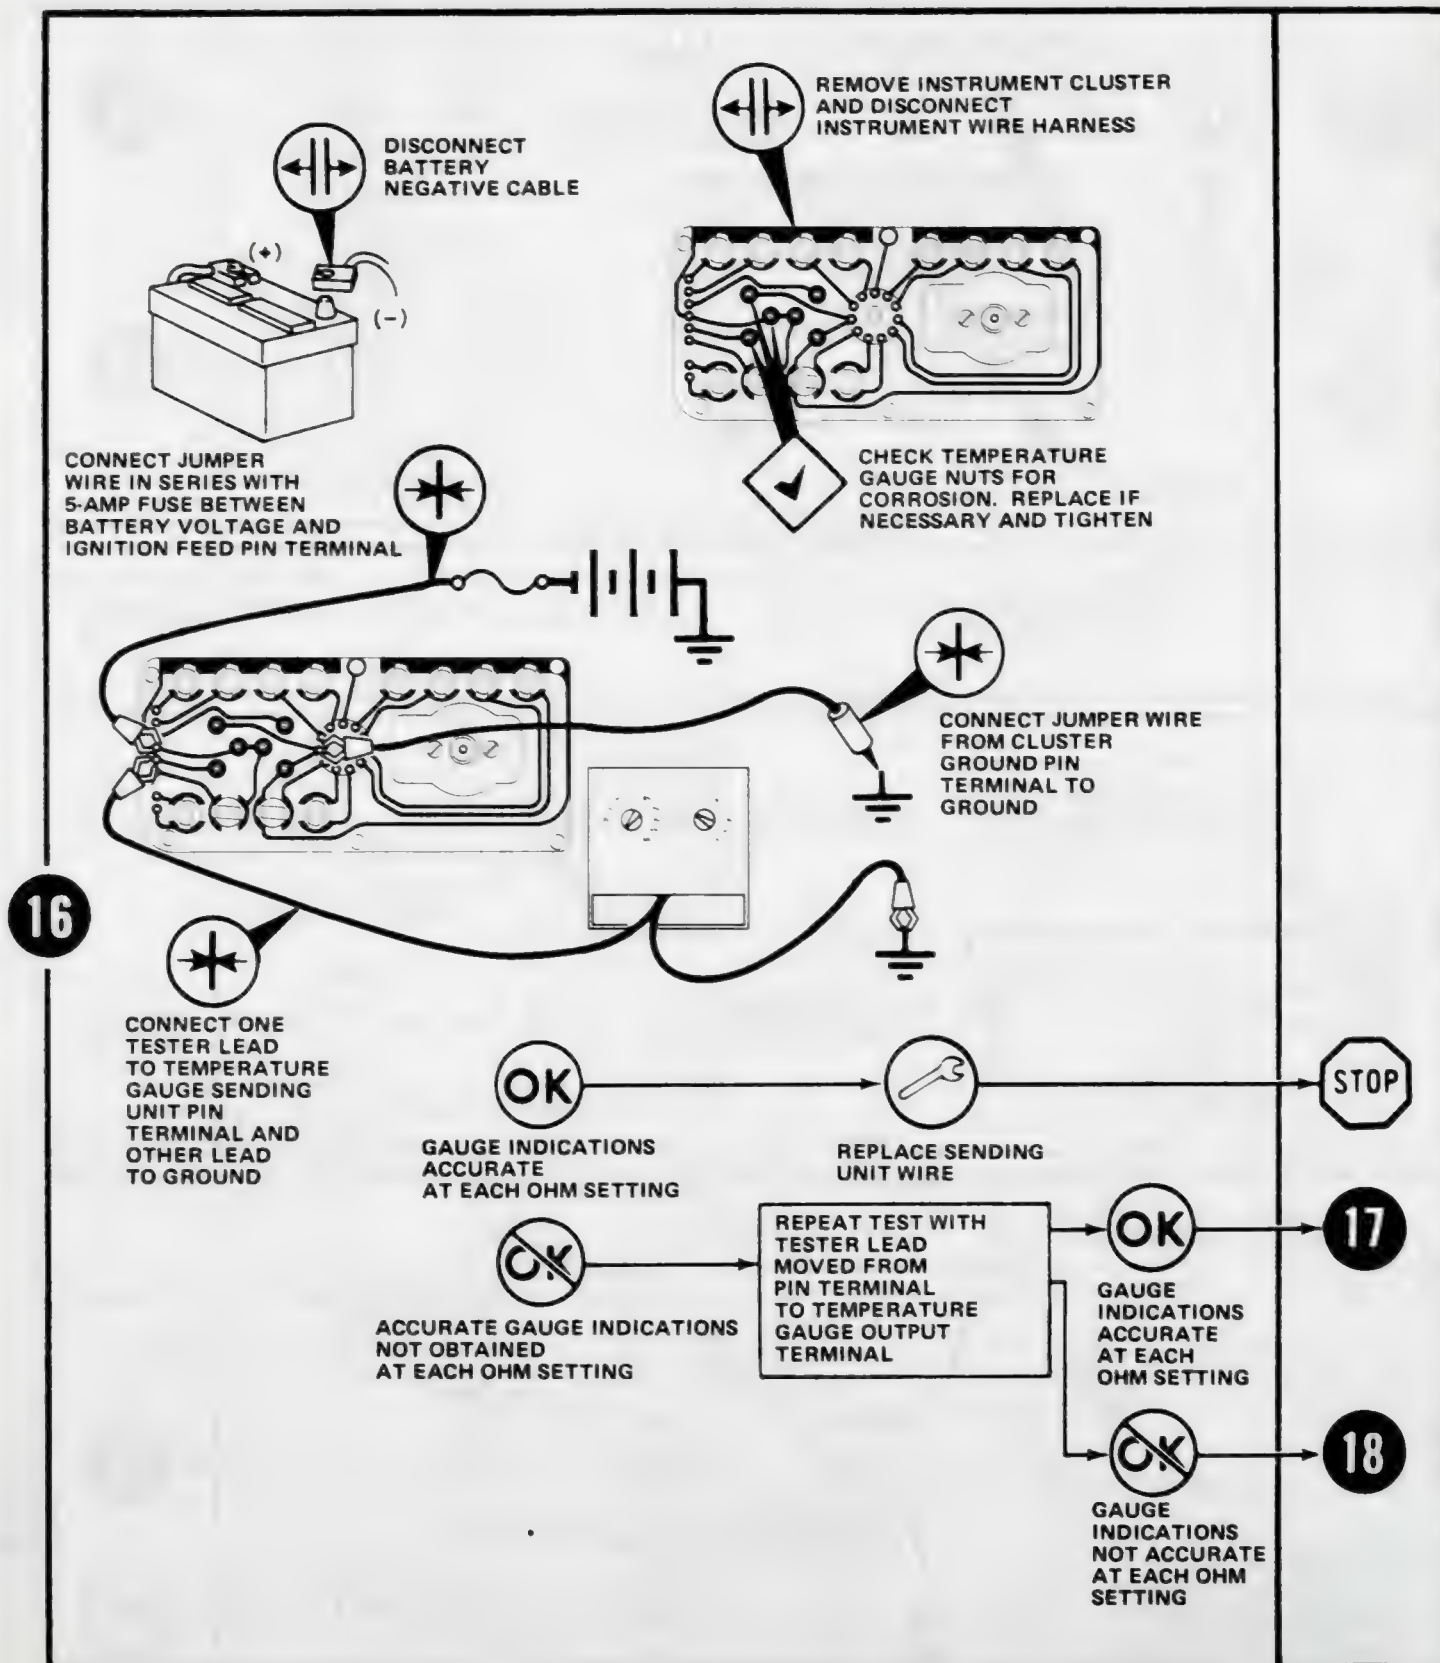 DISCONNECT
BATTERY
NEGATIVE CABLE
(+)
(-)
REMOVE INSTRUMENT CLUSTER
AND DISCONNECT
INSTRUMENT WIRE HARNESS
CONNECT JUMPER
WIRE IN SERIES WITH
5-AMP FUSE BETWEEN
BATTERY VOLTAGE AND
IGNITION FEED PIN TERMINAL
CHECK TEMPERATURE
GAUGE NUTS FOR
CORROSION. REPLACE IF
NECESSARY AND TIGHTEN
CONNECT JUMPER WIRE
FROM CLUSTER
GROUND PIN
TERMINAL TO
GROUND
16
CONNECT ONE
TESTER LEAD
TO TEMPERATURE
GAUGE SENDING
UNIT PIN
TERMINAL AND
OTHER LEAD
TO GROUND
OK
GAUGE INDICATIONS
ACCURATE
AT EACH OHM SETTING
REPLACE SENDING
UNIT WIRE
STOP
OK
ACCURATE GAUGE INDICATIONS
NOT OBTAINED
AT EACH OHM SETTING
REPEAT TEST WITH
TESTER LEAD
MOVED FROM
PIN TERMINAL
TO TEMPERATURE
GAUGE OUTPUT
TERMINAL
OK
GAUGE
INDICATIONS
ACCURATE
AT EACH
OHM SETTING
17
OK
GAUGE
INDICATIONS
NOT ACCURATE
AT EACH OHM
SETTING
18